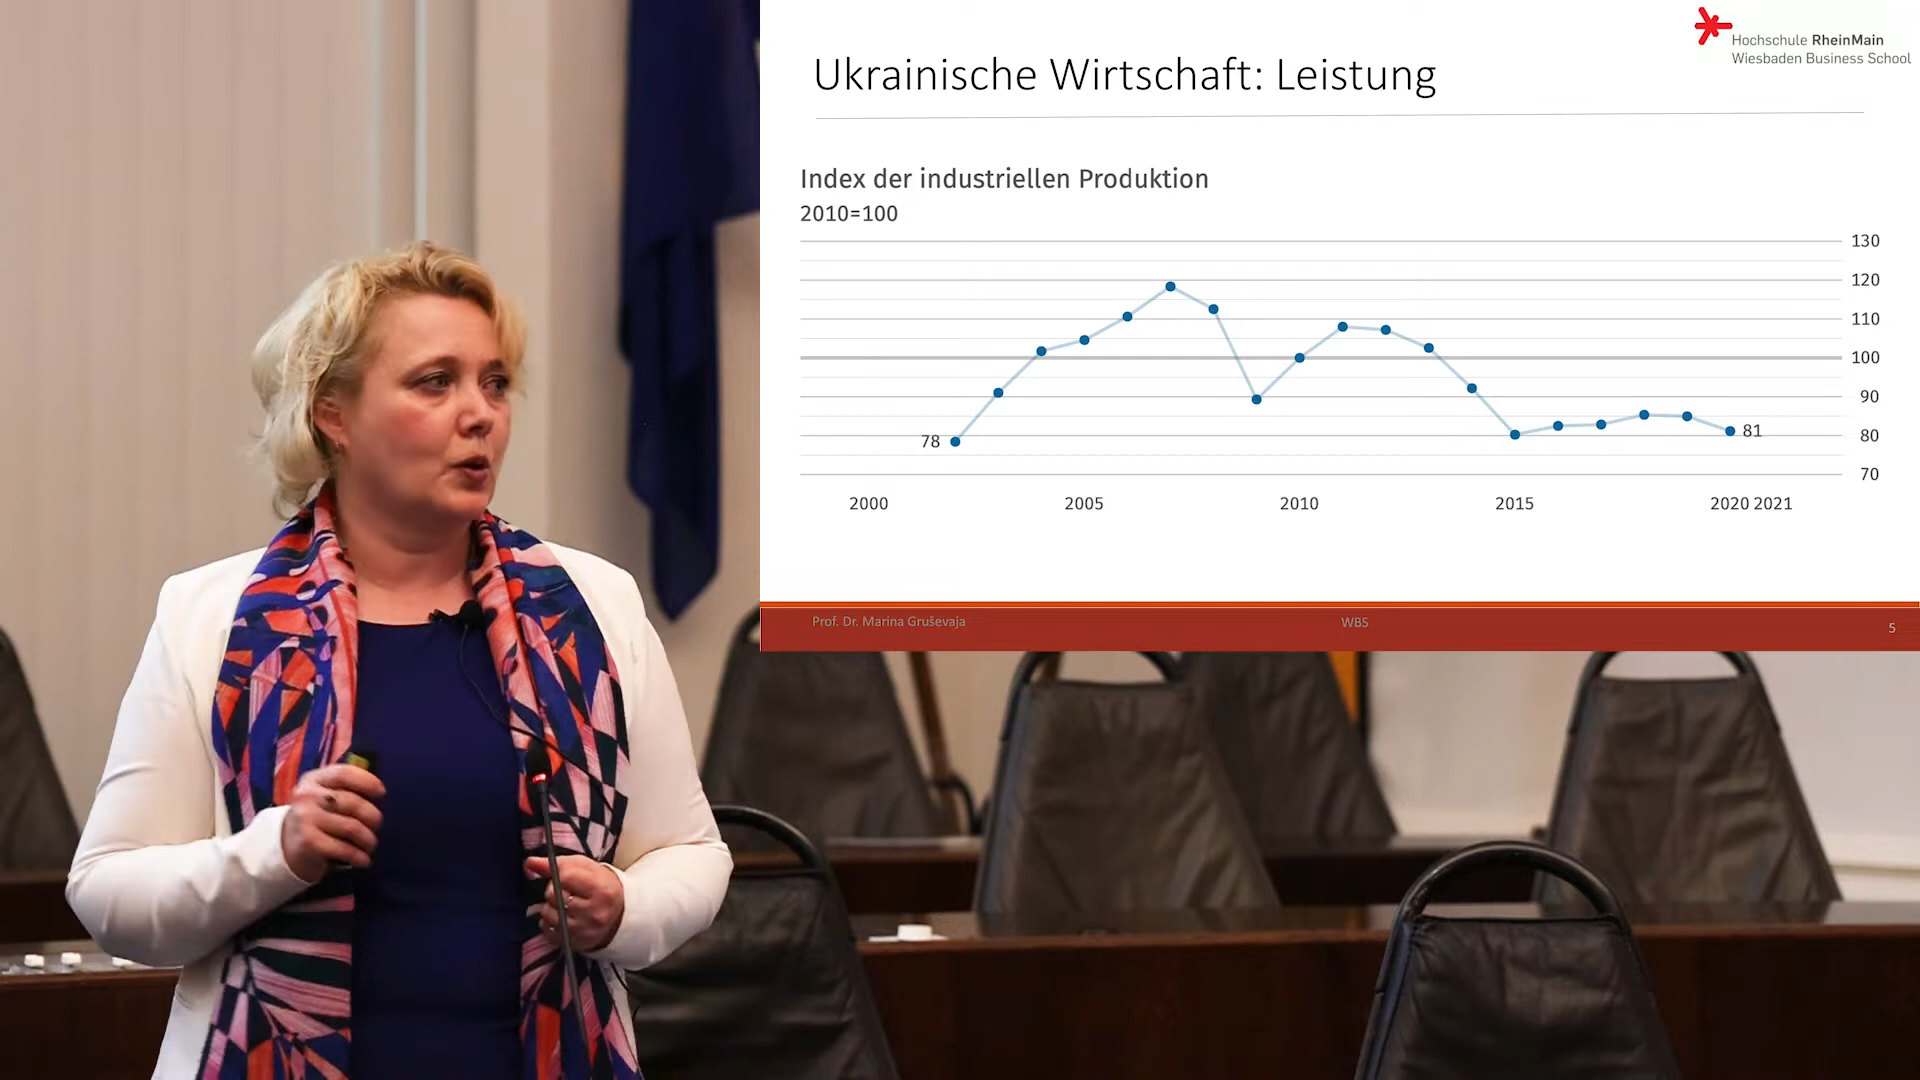 Hochschule RheinMain
Wiesbaden Business School
Ukrainische Wirtschaft: Leistung
Index der industriellen Produktion
2010=100
130
120
110
100
90
80
70
78
81
2000 2005 2010 2015 2020 2021
Prof. Dr. Marina Gruševaja WBS 5